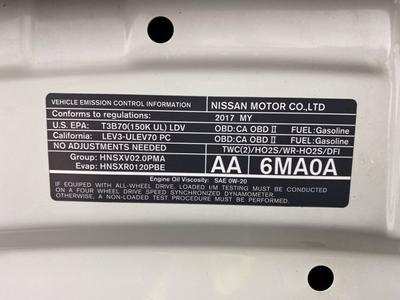 VEHICLE EMISSION CONTROL INFORMATION NISSAN MOTOR CO.,LTD
Conforms to regulations: 2017 MY
U.S. EPA: T3B70(150K UL) LDV OBD:CA OBD II FUEL:Gasoline
California: LEV3-ULEV70 PC OBD:CA OBD II FUEL:Gasoline
NO ADJUSTMENTS NEEDED TWC(2)/HO2S/WR-HO2S/DFI
Group: HNSXV02.0PMA
Evap: HNSXR0120PBE
AA 6MA0A
Engine Oil Viscosity: SAE 0W-20
IF EQUIPPED WITH ALL-WHEEL DRIVE. LOADED I/M TESTING MUST BE CONDUCTED
ON A FOUR WHEEL DRIVE SPEED SYNCHRONIZED DYNAMOMETER.
OTHERWISE, A NON-LOADED TEST PROCEDURE MUST BE PERFORMED.